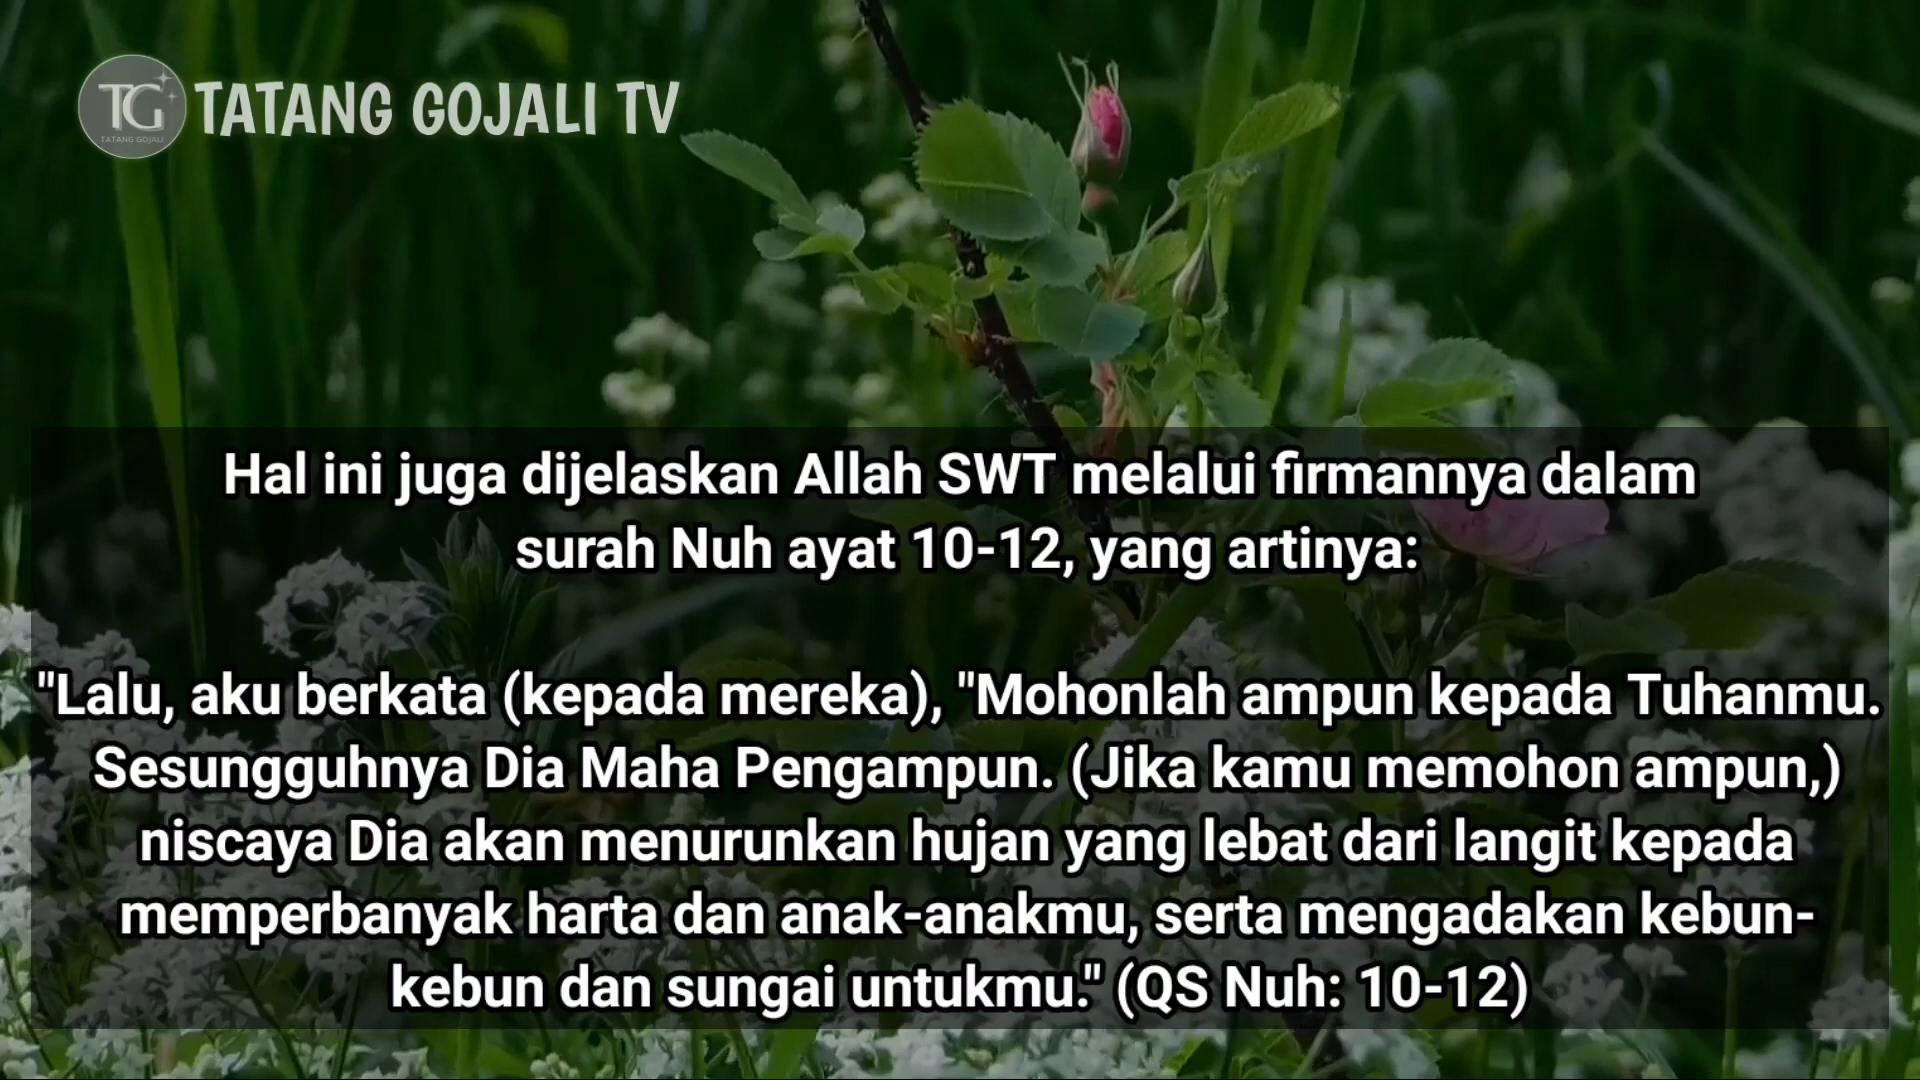 TG
TATANG GOJALI
TATANG GOJALI TV
Hal ini juga dijelaskan Allah SWT melalui firmannya dalam
surah Nuh ayat 10-12, yang artinya:
"Lalu, aku berkata (kepada mereka), "Mohonlah ampun kepada Tuhanmu.
Sesungguhnya Dia Maha Pengampun. (Jika kamu memohon ampun,)
niscaya Dia akan menurunkan hujan yang lebat dari langit kepada
memperbanyak harta dan anak-anakmu, serta mengadakan kebun-
kebun dan sungai untukmu." (QS Nuh: 10-12)